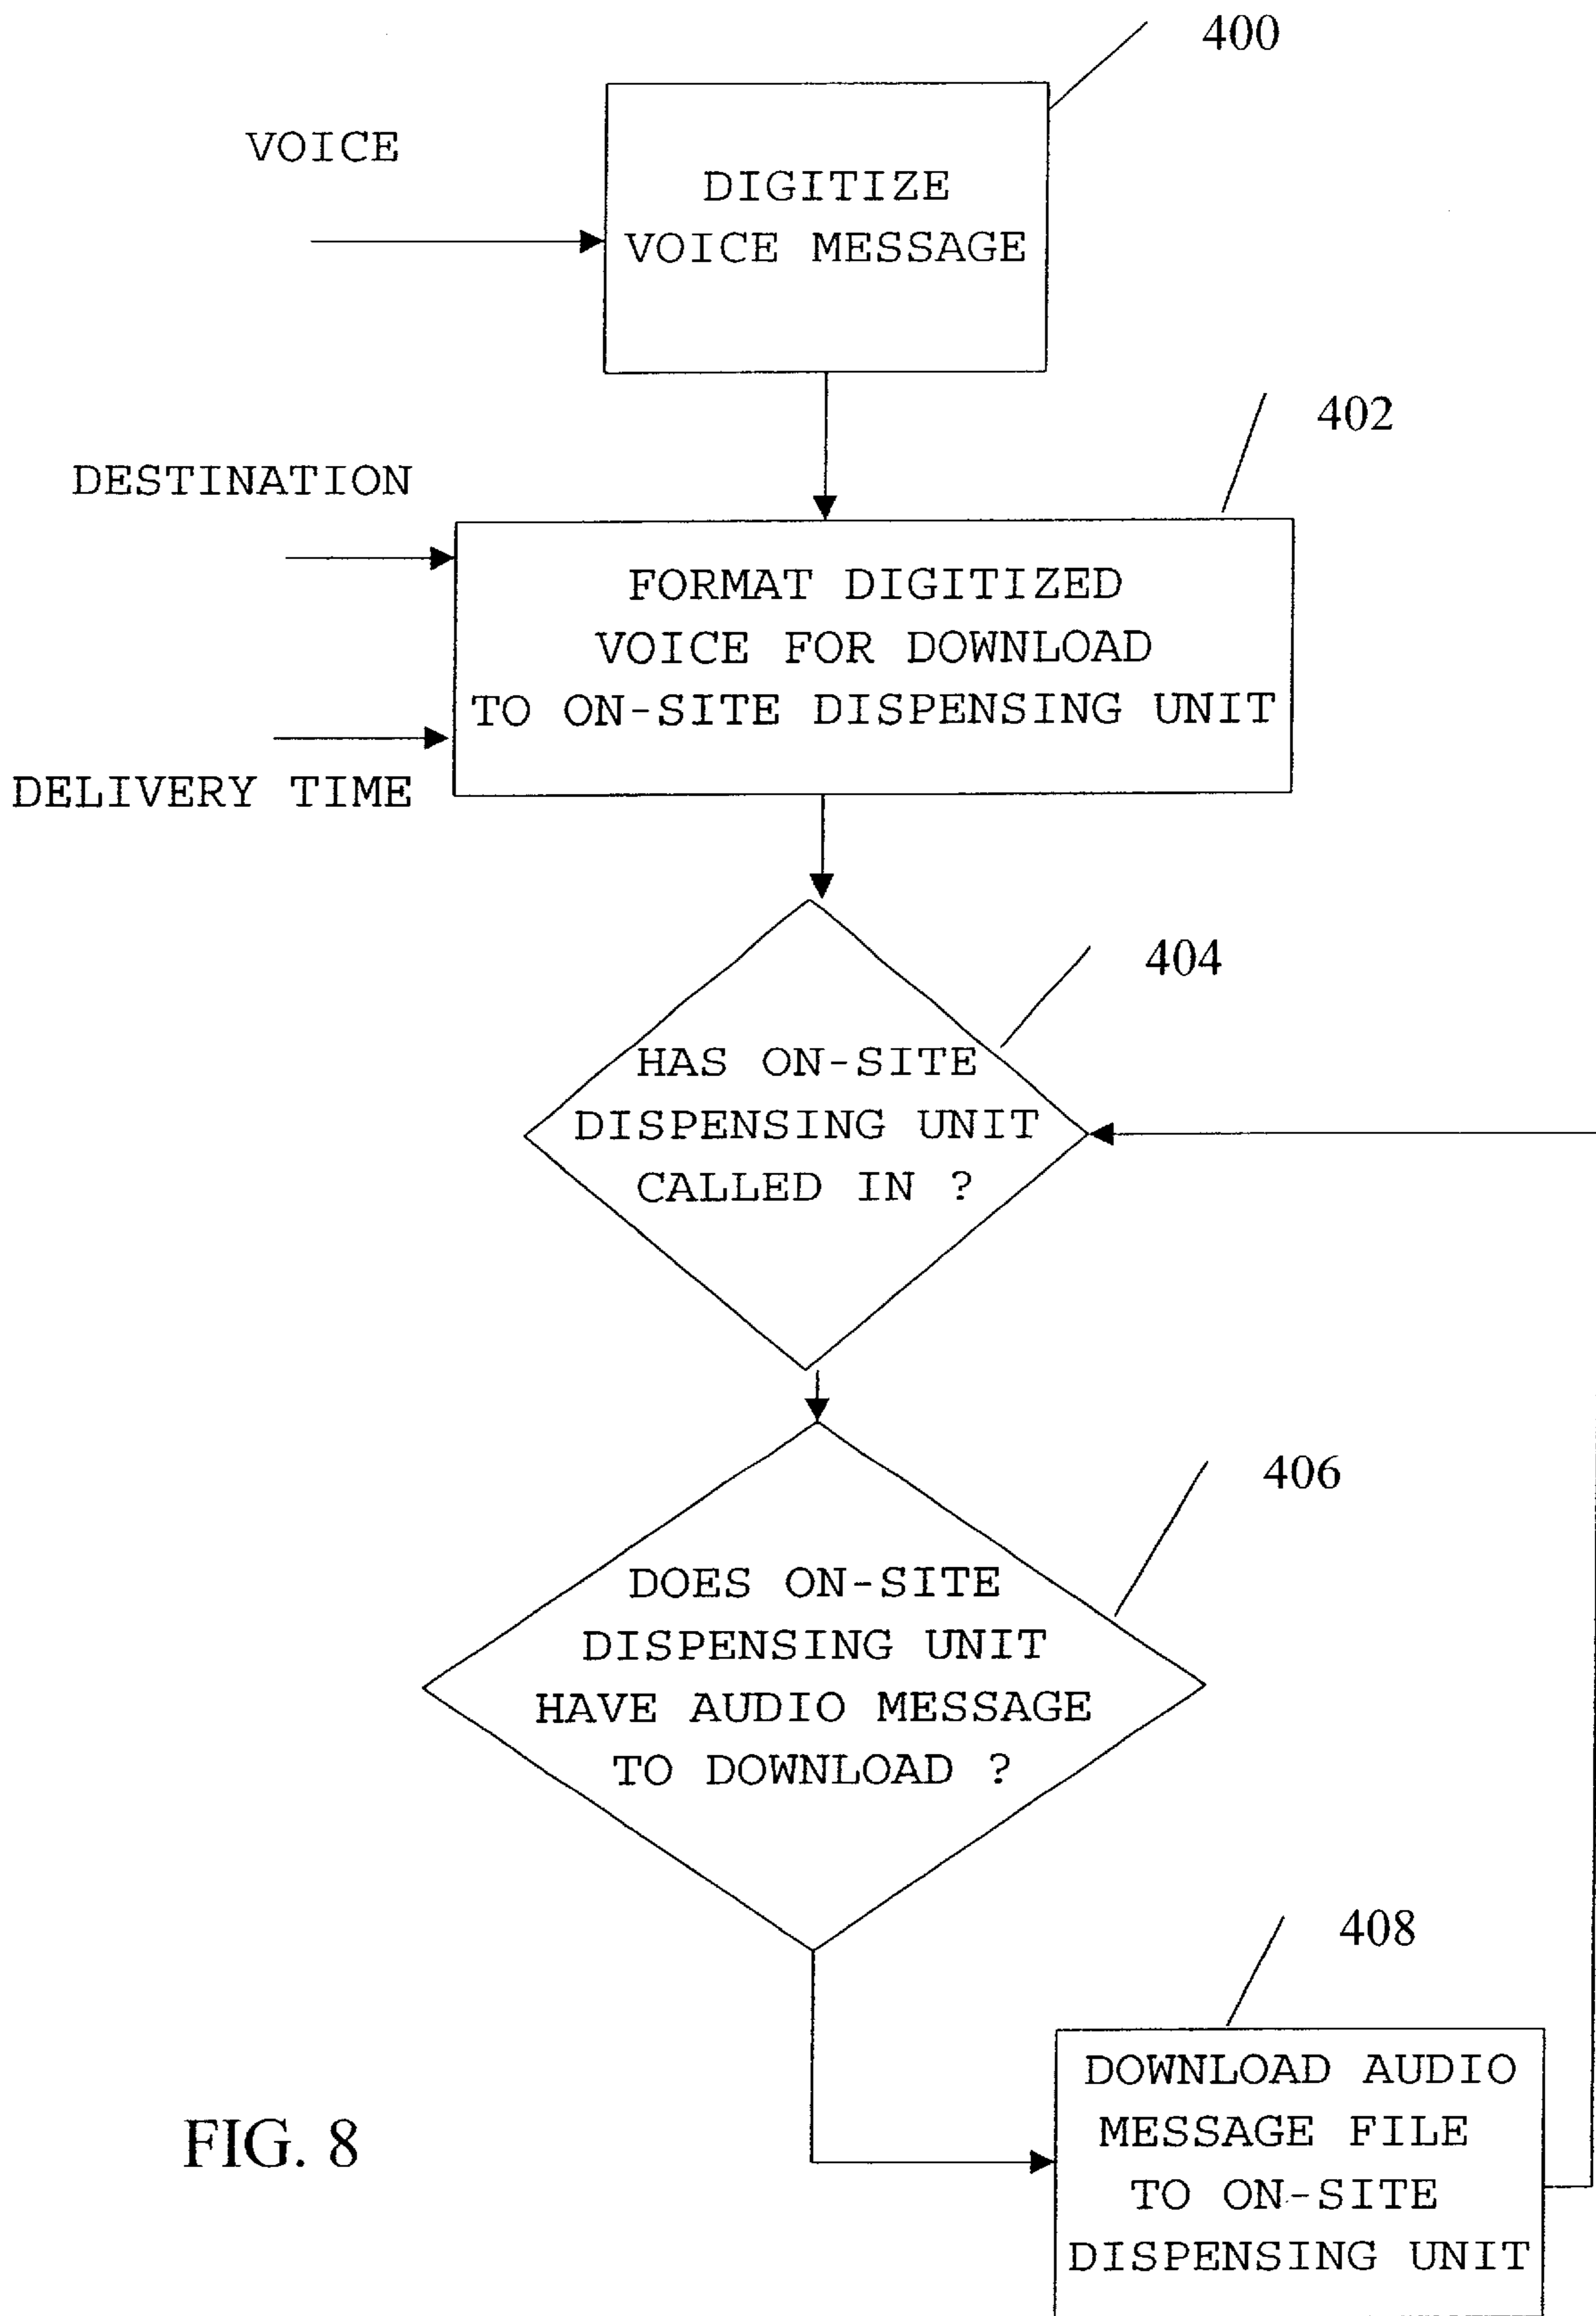 400
VOICE
DIGITIZE
VOICE MESSAGE
402
DESTINATION
FORMAT DIGITIZED
VOICE FOR DOWNLOAD
TO ON-SITE DISPENSING UNIT
DELIVERY TIME
404
HAS ON-SITE
DISPENSING UNIT
CALLED IN ?
406
DOES ON-SITE
DISPENSING UNIT
HAVE AUDIO MESSAGE
TO DOWNLOAD ?
408
DOWNLOAD AUDIO
MESSAGE FILE
TO ON-SITE
DISPENSING UNIT
FIG. 8